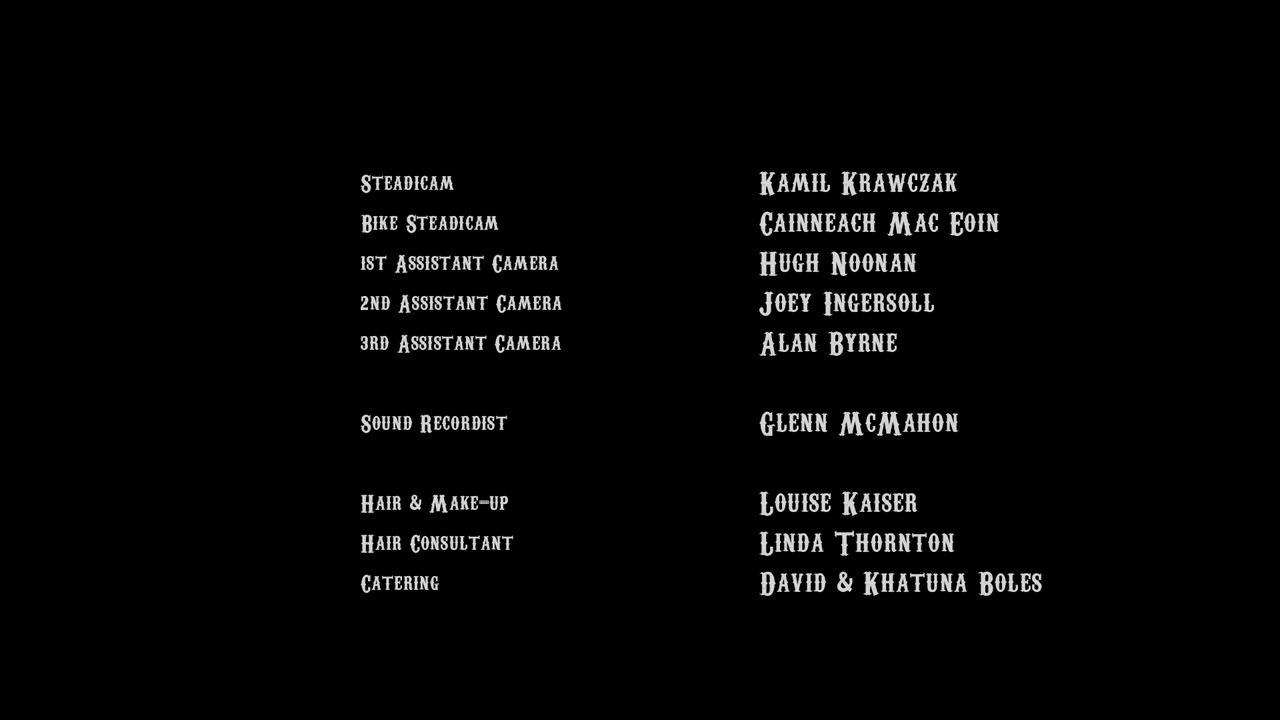 Steadicam Kamil Krawczak
Bike Steadicam Cainneach Mac Eoin
1st Assistant Camera Hugh Noonan
2nd Assistant Camera Joey Ingersoll
3rd Assistant Camera Alan Byrne
Sound Recordist Glenn McMahon
Hair & Make-up Louise Kaiser
Hair Consultant Linda Thornton
Catering David & Khatuna Boles